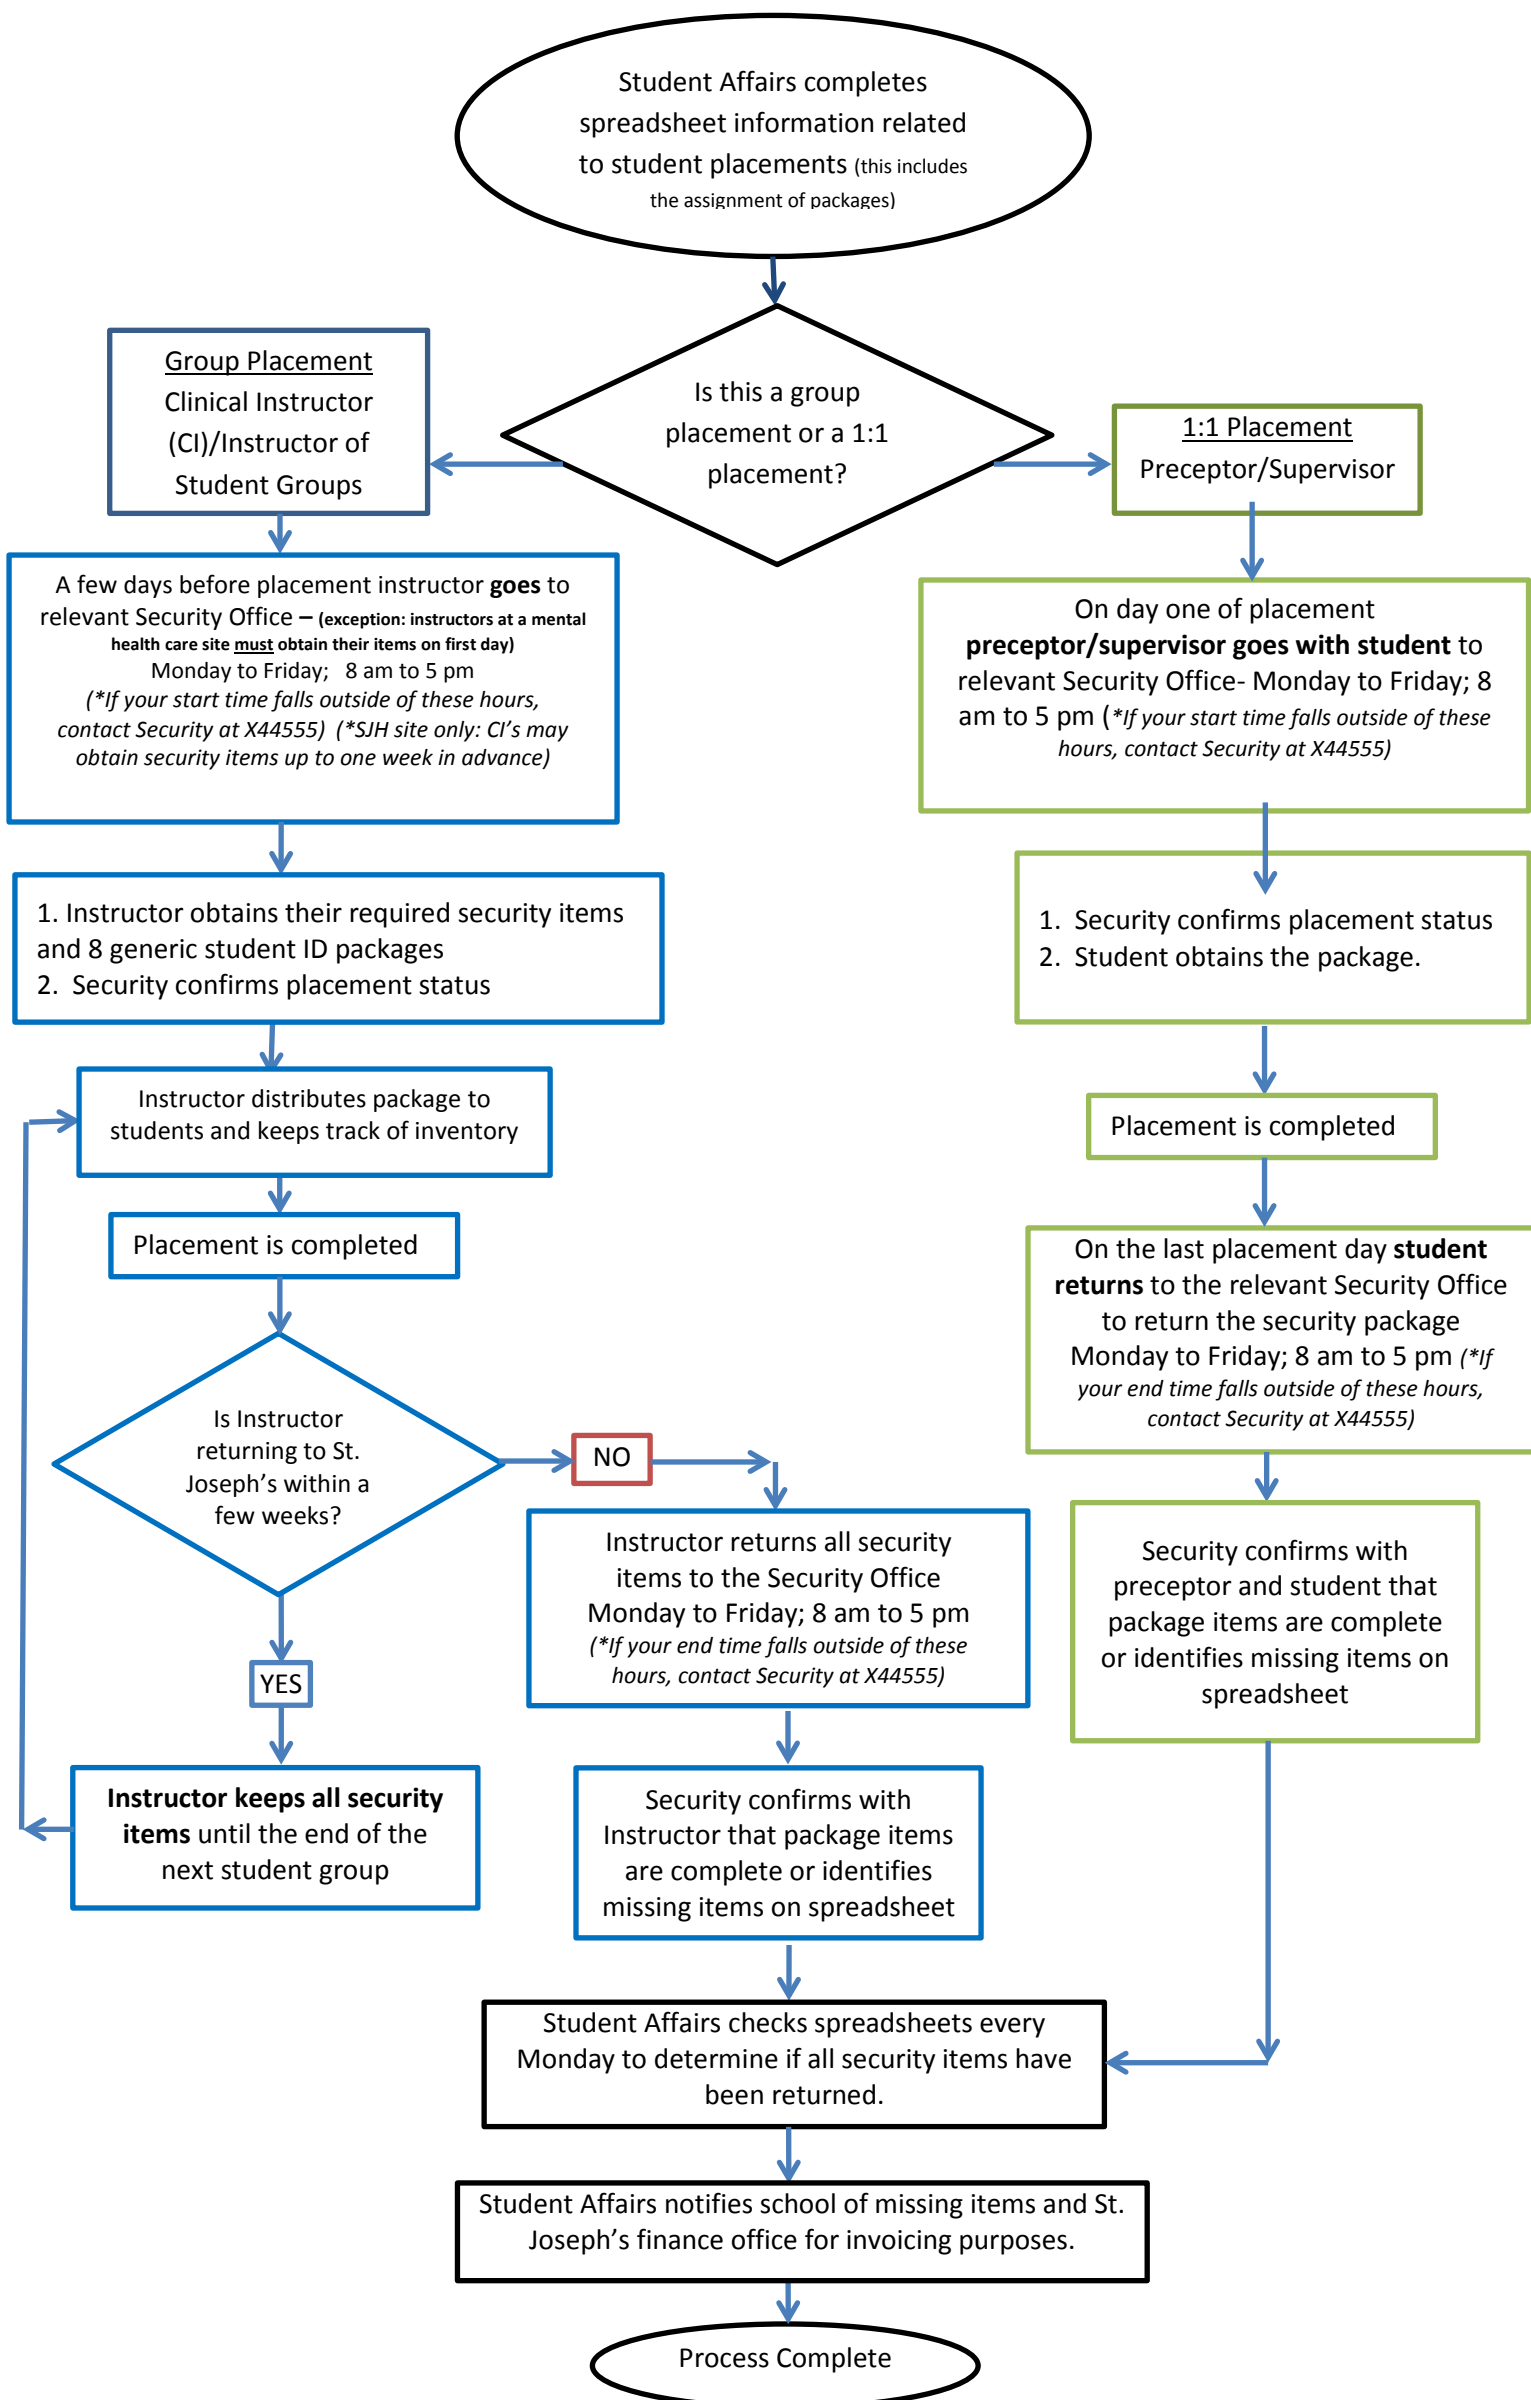 Student Affairs completes
spreadsheet information related
to student placements (this includes
the assignment of packages)
Is this a group
placement or a 1:1
placement?
Group Placement
Clinical Instructor
(CI)/Instructor of
Student Groups
A few days before placement instructor goes to
relevant Security Office – (exception: instructors at a mental
health care site must obtain their items on first day)
Monday to Friday; 8 am to 5 pm
(*If your start time falls outside of these hours,
contact Security at X44555) (*SJH site only: CI's may
obtain security items up to one week in advance)
1. Instructor obtains their required security items
and 8 generic student ID packages
2. Security confirms placement status
Instructor distributes package to
students and keeps track of inventory
Placement is completed
Is Instructor
returning to St.
Joseph's within a
few weeks?
YES
Instructor keeps all security
items until the end of the
next student group
NO
Instructor returns all security
items to the Security Office
Monday to Friday; 8 am to 5 pm
(*If your end time falls outside of these
hours, contact Security at X44555)
Security confirms with
Instructor that package items
are complete or identifies
missing items on spreadsheet
1:1 Placement
Preceptor/Supervisor
On day one of placement
preceptor/supervisor goes with student to
relevant Security Office- Monday to Friday; 8
am to 5 pm (*If your start time falls outside of these
hours, contact Security at X44555)
1. Security confirms placement status
2. Student obtains the package.
Placement is completed
On the last placement day student
returns to the relevant Security Office
to return the security package
Monday to Friday; 8 am to 5 pm (*If
your end time falls outside of these hours,
contact Security at X44555)
Security confirms with
preceptor and student that
package items are complete
or identifies missing items on
spreadsheet
Student Affairs checks spreadsheets every
Monday to determine if all security items have
been returned.
Student Affairs notifies school of missing items and St.
Joseph's finance office for invoicing purposes.
Process Complete